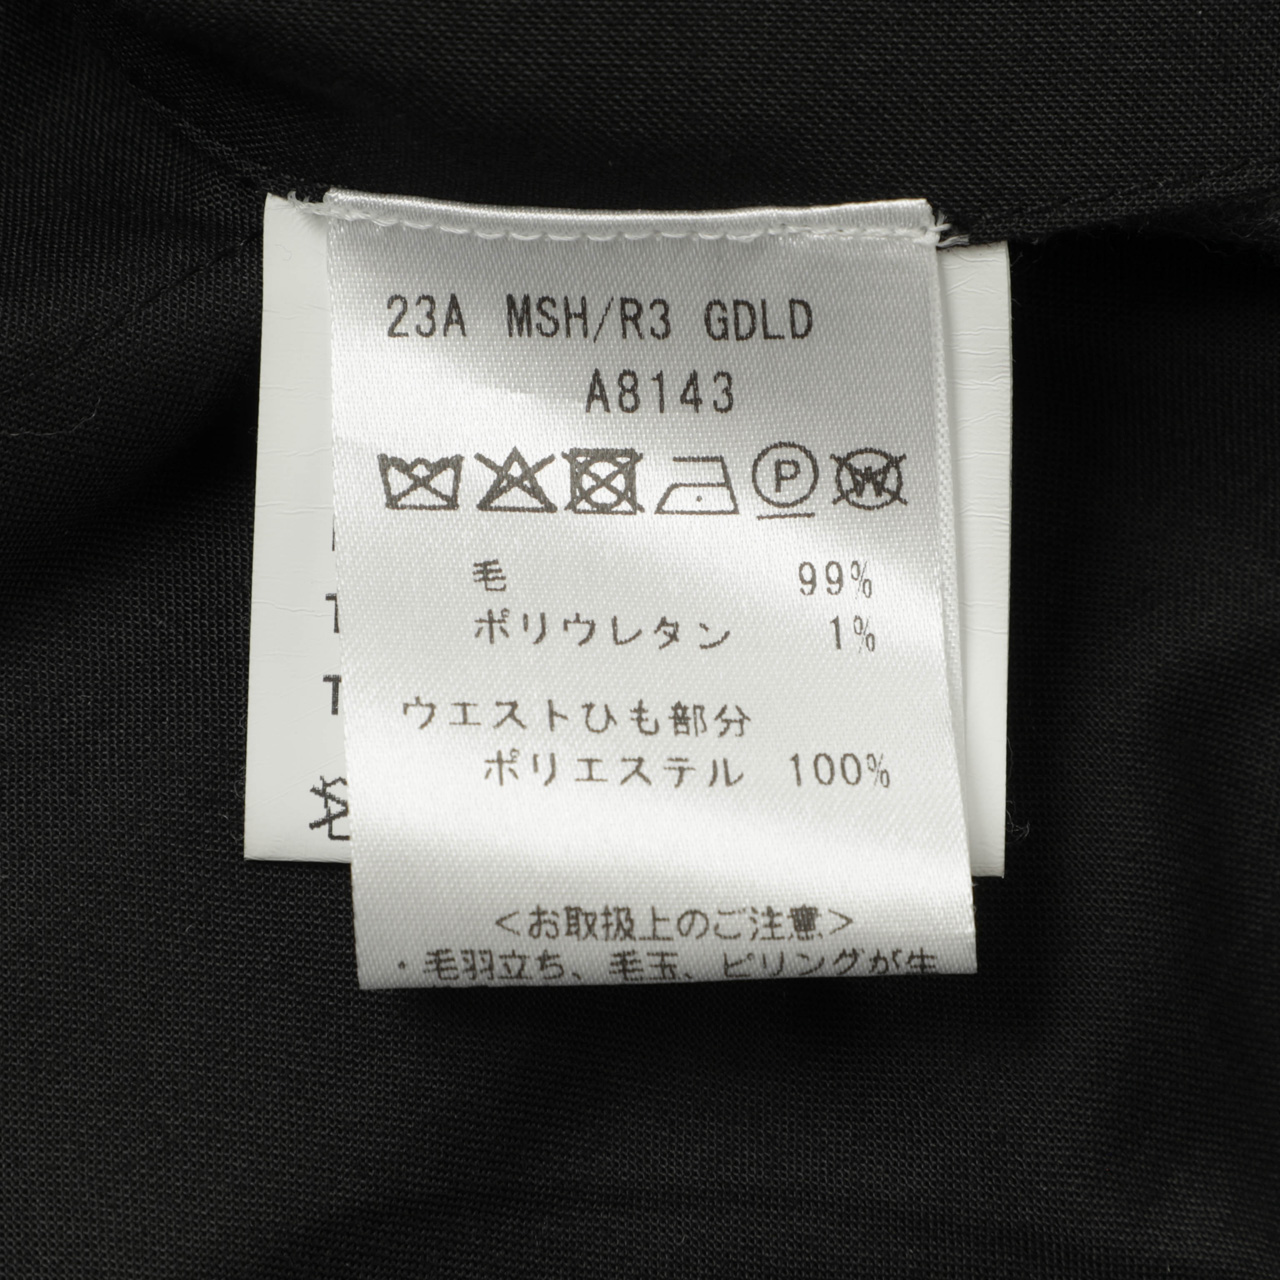 23A MSH/R3 GDLD
A8143
P
W
毛 99%
ポリウレタン 1%
ウエストひも部分
ポリエステル 100%
<お取扱上のご注意>
・毛羽立ち、毛玉、ピリングが生